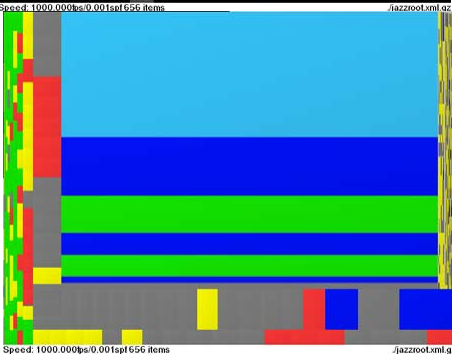 Speed: 1000.000fps/0.001spf 656 items
./jazzroot.xml.gz
Speed: 1000.000fps/0.001spf 656 items
./jazzroot.xml.g